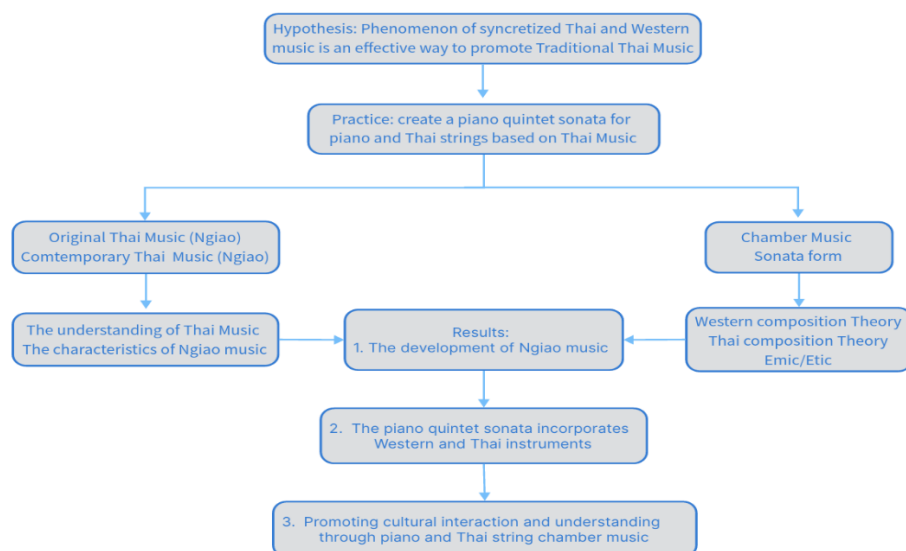 Hypothesis: Phenomenon of syncretized Thai and Western
music is an effective way to promote Traditional Thai Music
Practice: create a piano quintet sonata for
piano and Thai strings based on Thai Music
Original Thai Music (Ngiao)
Comtemporary Thai Music (Ngiao)
Chamber Music
Sonata form
The understanding of Thai Music
The characteristics of Ngiao music
Results:
1. The development of Ngiao music
Western composition Theory
Thai composition Theory
Emic/Etic
2. The piano quintet sonata incorporates
Western and Thai instruments
3. Promoting cultural interaction and understanding
through piano and Thai string chamber music